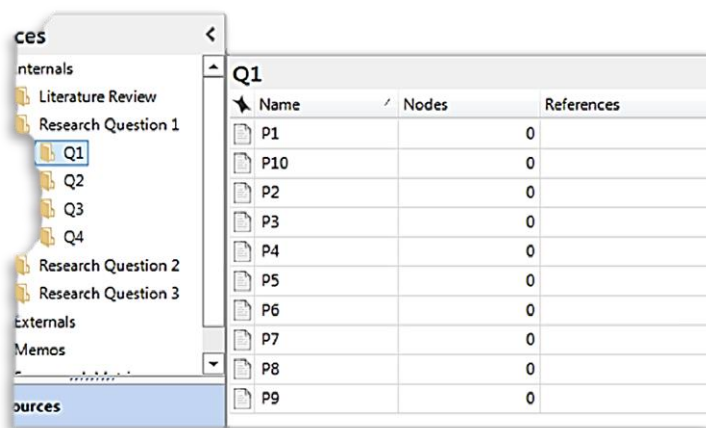 ces
nternals
Literature Review
Research Question 1
Q1
Q2
Q3
Q4
Research Question 2
Research Question 3
Externals
Memos
ources
Q1
Name Nodes References
P1 0
P10 0
P2 0
P3 0
P4 0
P5 0
P6 0
P7 0
P8 0
P9 0